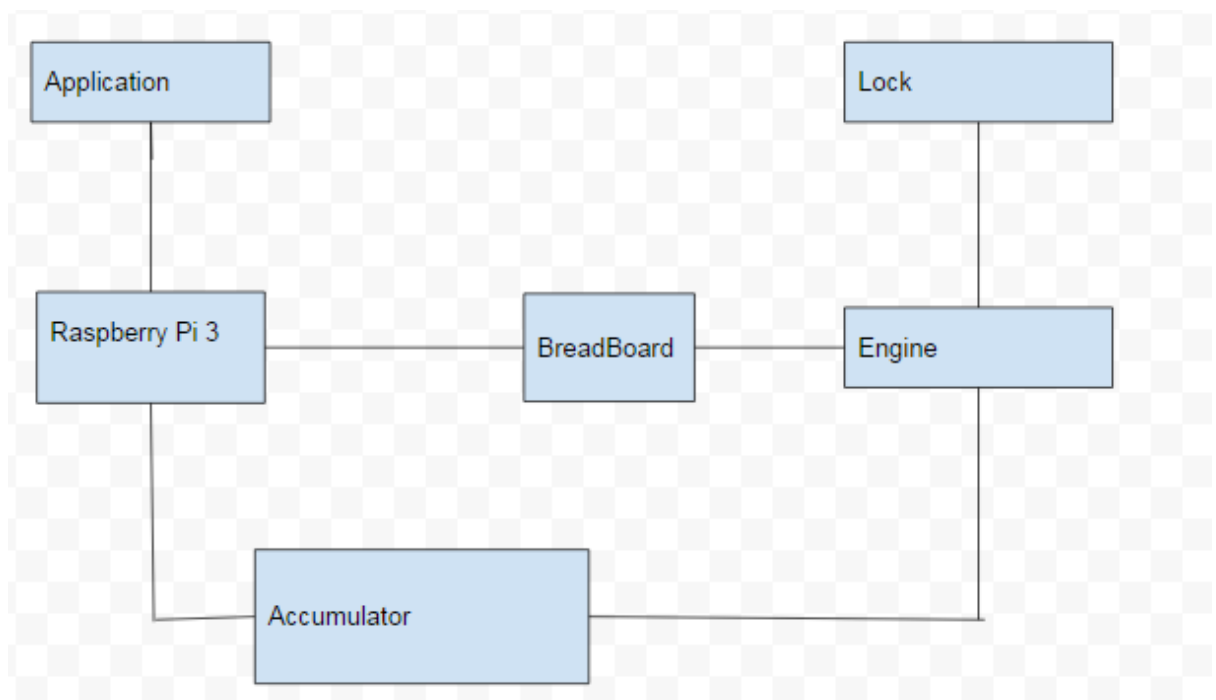 Application
Lock
Raspberry Pi 3
BreadBoard
Engine
Accumulator